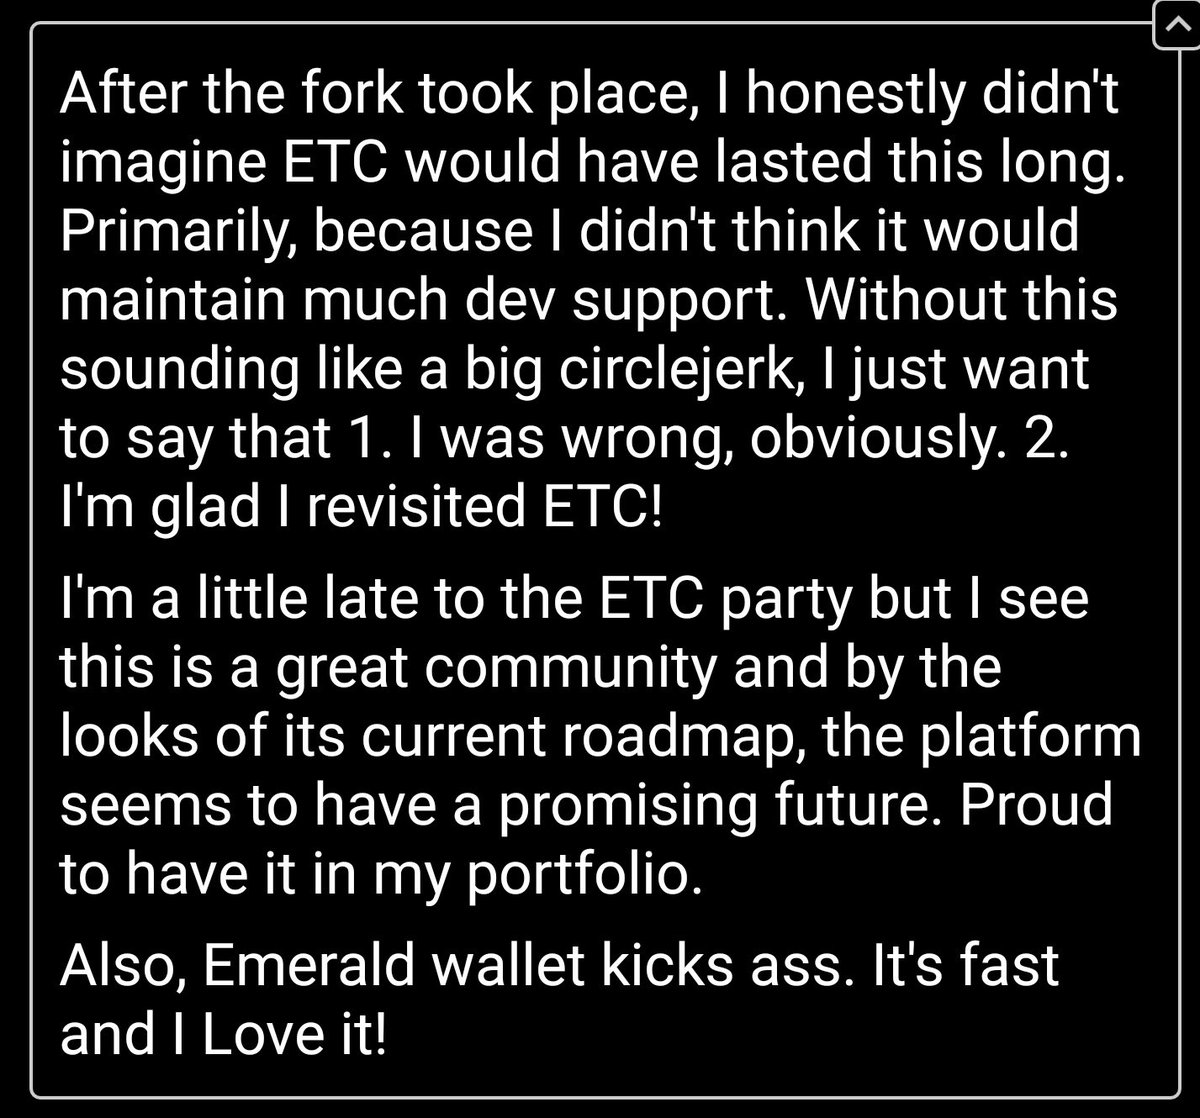 After the fork took place, I honestly didn't
imagine ETC would have lasted this long.
Primarily, because I didn't think it would
maintain much dev support. Without this
sounding like a big circlejerk, I just want
to say that 1. I was wrong, obviously. 2.
I'm glad I revisited ETC!
I'm a little late to the ETC party but I see
this is a great community and by the
looks of its current roadmap, the platform
seems to have a promising future. Proud
to have it in my portfolio.
Also, Emerald wallet kicks ass. It's fast
and I Love it!